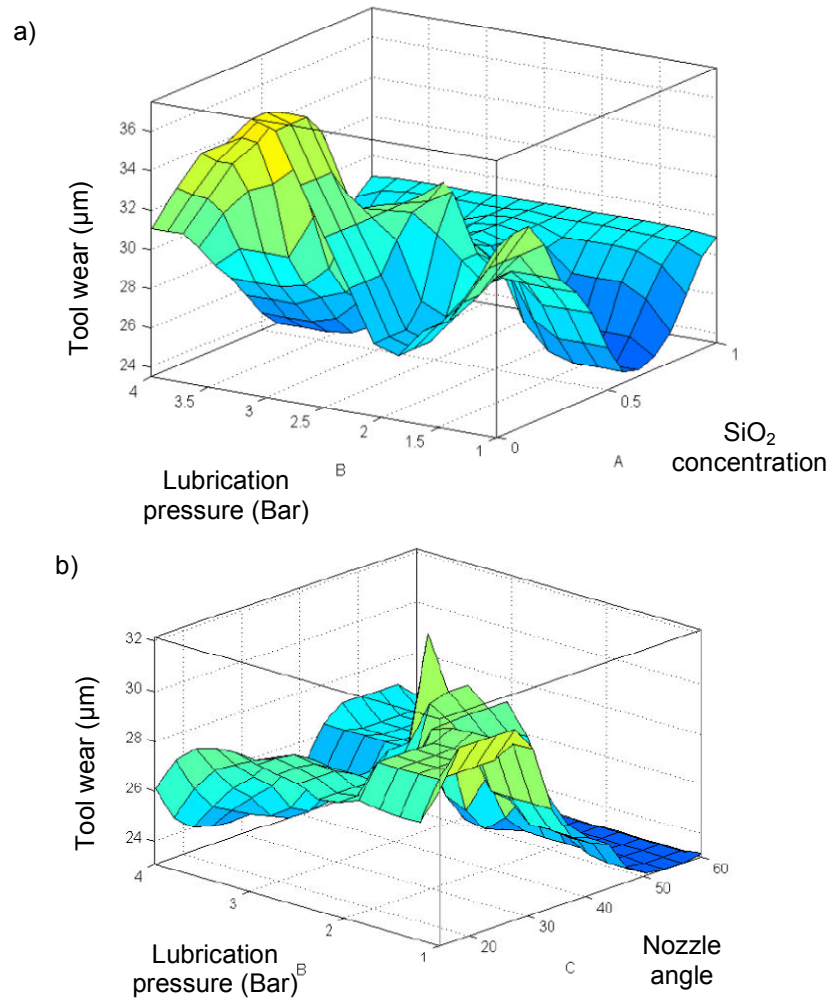 a)
36
34
32
30
28
26
24
Tool wear (µm)
4
3.5
3
2.5
2
1.5
1
0
0.5
1
B
A
Lubrication
pressure (Bar)
SiO₂
concentration
b)
32
30
28
26
24
Tool wear (µm)
4
3
2
1
20
30
40
50
60
B
C
Lubrication
pressure (Bar)
Nozzle
angle